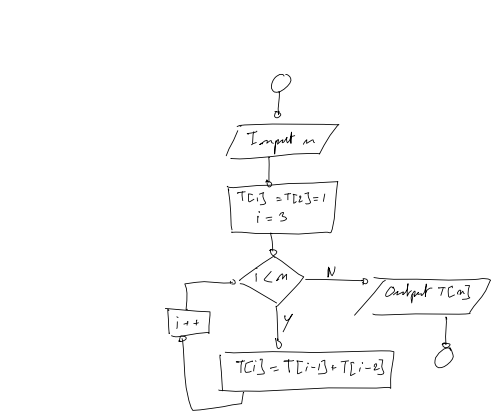 Input n
T[1] = T[2] = 1
i = 3
i < n
N
Output T[n]
Y
i++
T[i] = T[i-1] + T[i-2]